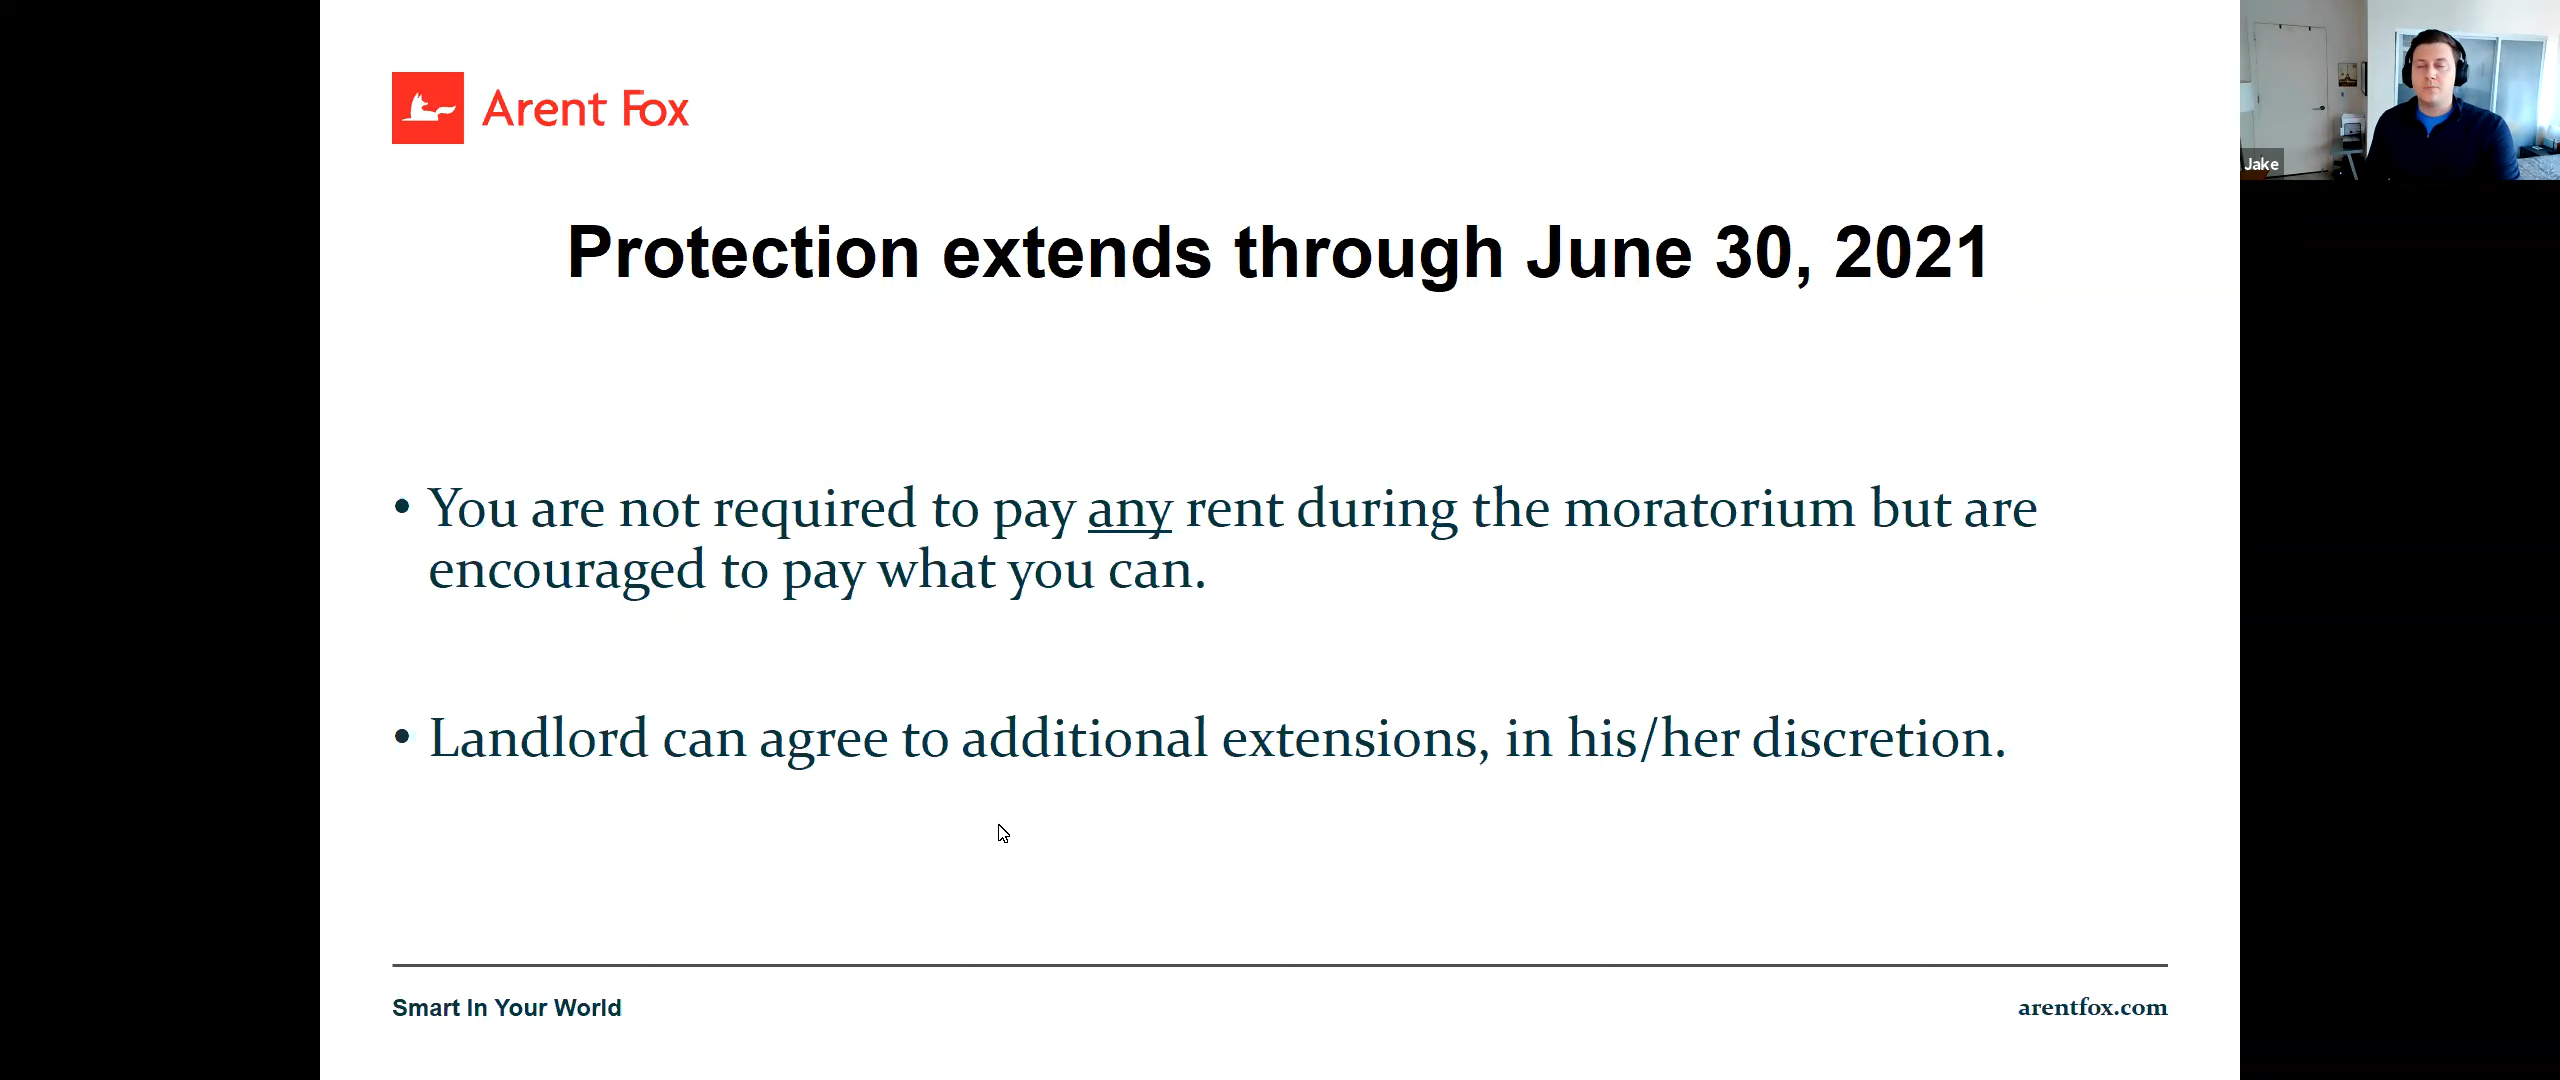 Arent Fox
Jake
Protection extends through June 30, 2021
• You are not required to pay any rent during the moratorium but are
encouraged to pay what you can.
• Landlord can agree to additional extensions, in his/her discretion.
Smart In Your World
arentfox.com